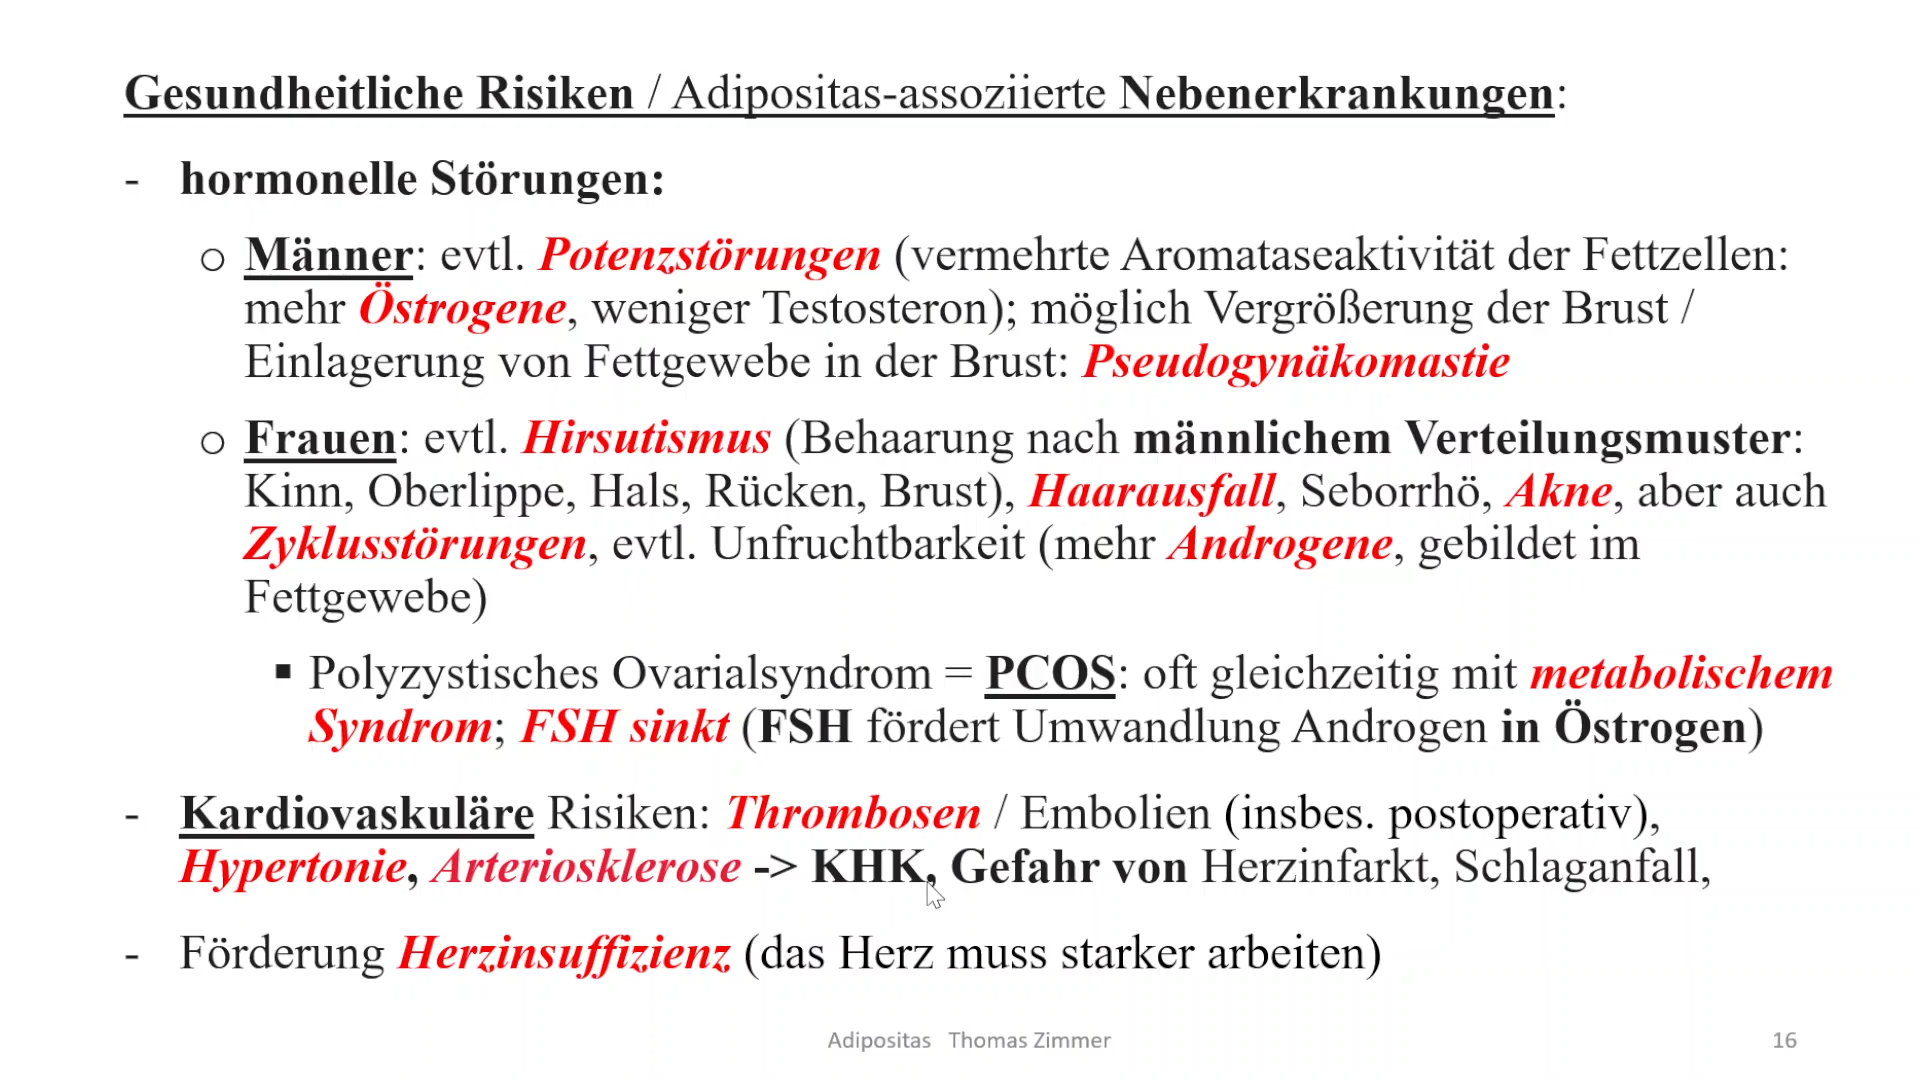 Gesundheitliche Risiken / Adipositas-assoziierte Nebenerkrankungen:
- hormonelle Störungen:
o Männer: evtl. Potenzstörungen (vermehrte Aromataseaktivität der Fettzellen:
mehr Östrogene, weniger Testosteron); möglich Vergrößerung der Brust /
Einlagerung von Fettgewebe in der Brust: Pseudogynäkomastie
o Frauen: evtl. Hirsutismus (Behaarung nach männlichem Verteilungsmuster:
Kinn, Oberlippe, Hals, Rücken, Brust), Haarausfall, Seborrhö, Akne, aber auch
Zyklusstörungen, evtl. Unfruchtbarkeit (mehr Androgene, gebildet im
Fettgewebe)
▪ Polyzystisches Ovarialsyndrom = PCOS: oft gleichzeitig mit metabolischem
Syndrom; FSH sinkt (FSH fördert Umwandlung Androgen in Östrogen)
- Kardiovaskuläre Risiken: Thrombosen / Embolien (insbes. postoperativ),
Hypertonie, Arteriosklerose -> KHK, Gefahr von Herzinfarkt, Schlaganfall,
- Förderung Herzinsuffizienz (das Herz muss starker arbeiten)
Adipositas Thomas Zimmer
16